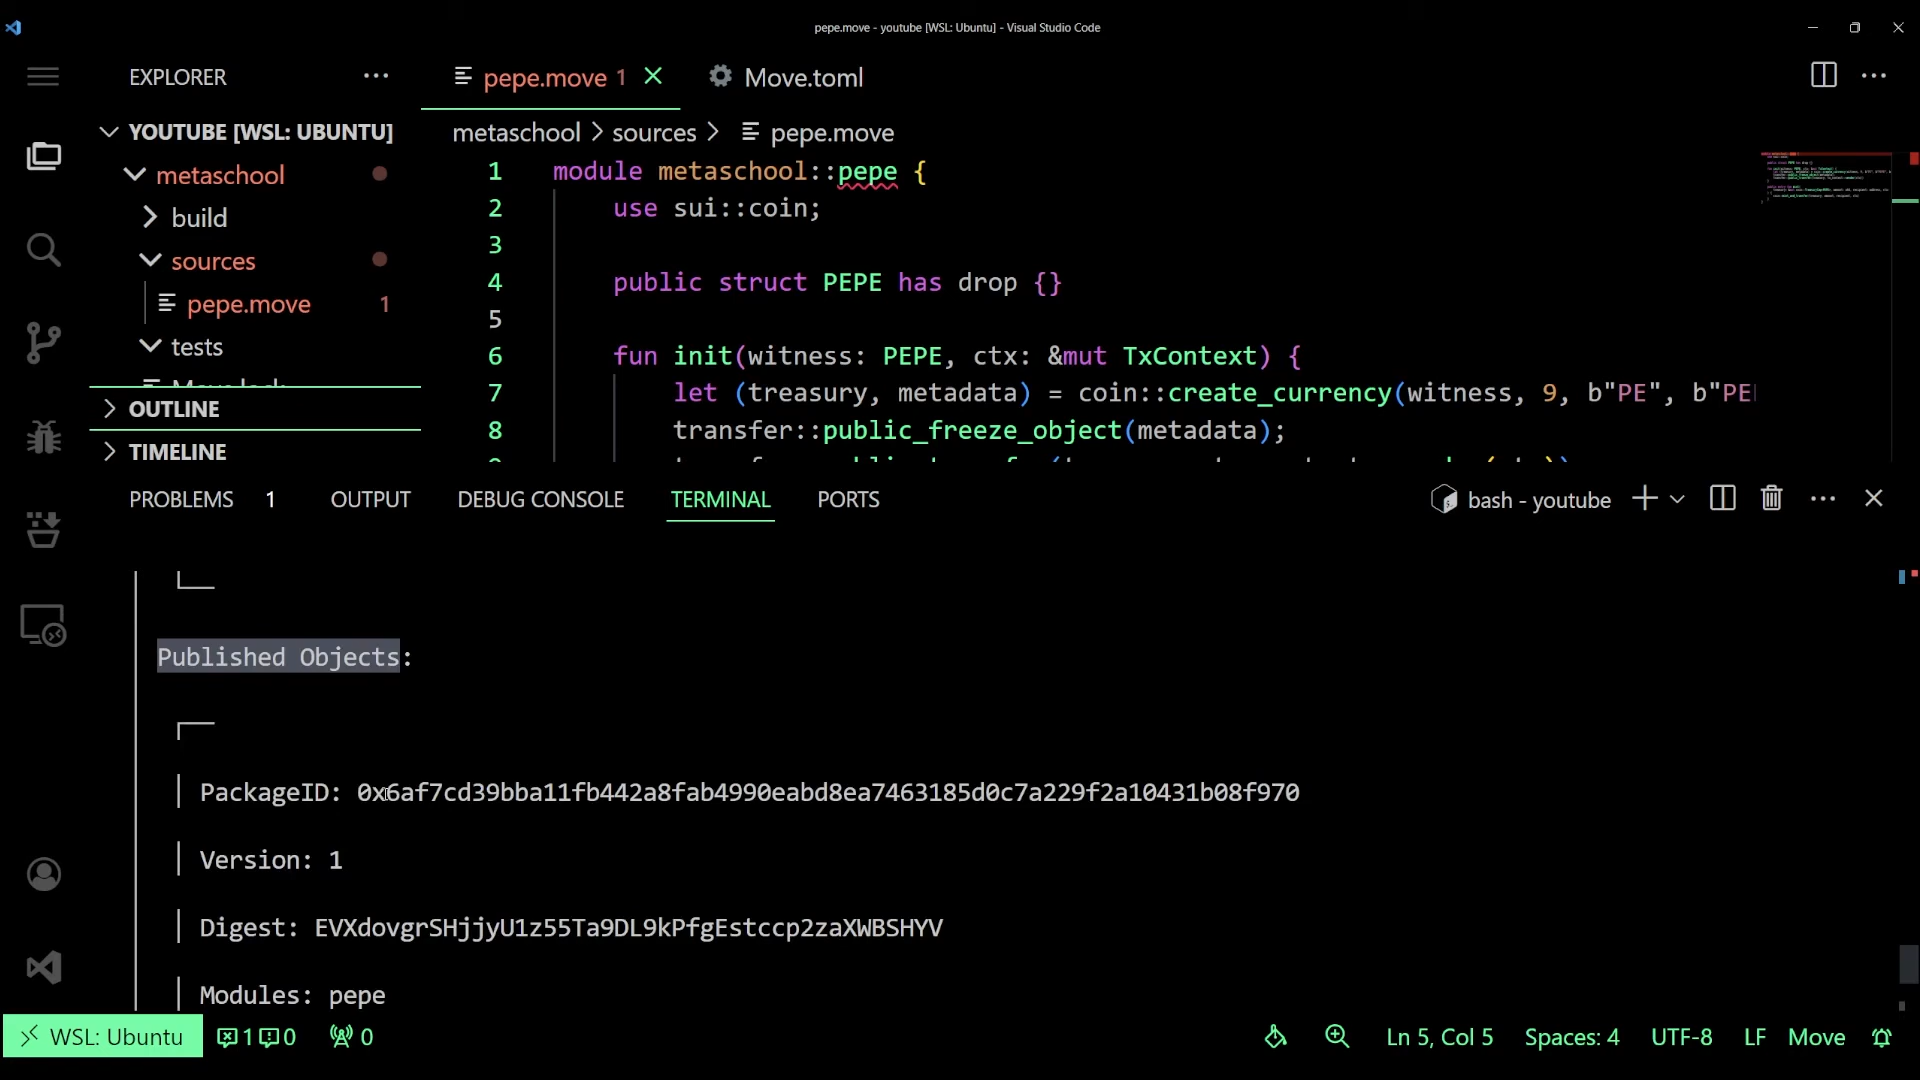 pepe.move - youtube [WSL: Ubuntu] - Visual Studio Code
EXPLORER
pepe.move 1
Move.toml
YOUTUBE [WSL: UBUNTU]
metaschool > sources > pepe.move
metaschool
build
sources
pepe.move 1
tests
OUTLINE
TIMELINE
1 module metaschool::pepe {
2 use sui::coin;
3
4 public struct PEPE has drop {}
5
6 fun init(witness: PEPE, ctx: &mut TxContext) {
7 let (treasury, metadata) = coin::create_currency(witness, 9, b"PE", b"PE
8 transfer::public_freeze_object(metadata);
PROBLEMS 1 OUTPUT DEBUG CONSOLE TERMINAL PORTS
bash - youtube
Published Objects:
PackageID: 0x6af7cd39bba11fb442a8fab4990eabd8ea7463185d0c7a229f2a10431b08f970
Version: 1
Digest: EVXdovgrSHjjyU1z55Ta9DL9kPfgEstccp2zaXWBSHYV
Modules: pepe
WSL: Ubuntu 1 0 0 Ln 5, Col 5 Spaces: 4 UTF-8 LF Move